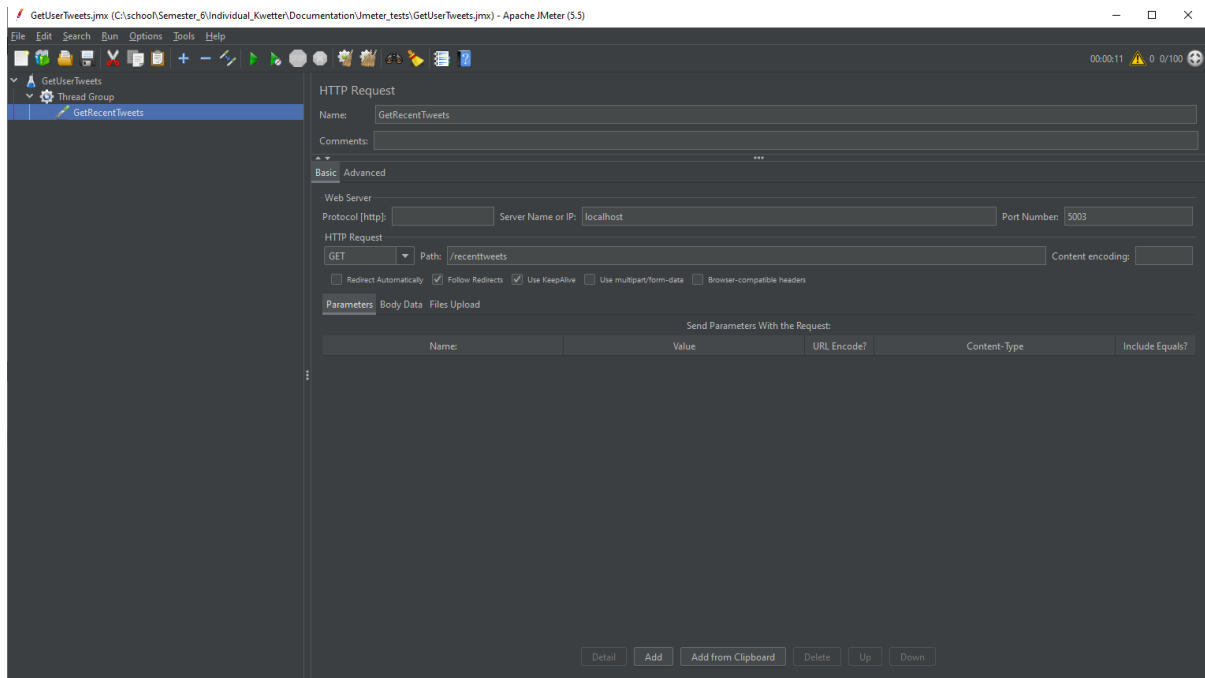 GetUserTweets.jmx (C:\school\Semester_6\Individual_Kwetter\Documentation\Jmeter_tests\GetUserTweets.jmx) - Apache JMeter (5.5)
File Edit Search Run Options Tools Help
00:00:11 0 0/100
GetUserTweets
Thread Group
GetRecentTweets
HTTP Request
Name: GetRecentTweets
Comments:
Basic Advanced
Web Server
Protocol [http]: Server Name or IP: localhost Port Number: 5003
HTTP Request
GET Path: /recenttweets Content encoding:
Redirect Automatically Follow Redirects Use KeepAlive Use multipart/form-data Browser-compatible headers
Parameters Body Data Files Upload
Send Parameters With the Request:
Name: Value URL Encode? Content-Type Include Equals?
Detail Add Add from Clipboard Delete Up Down